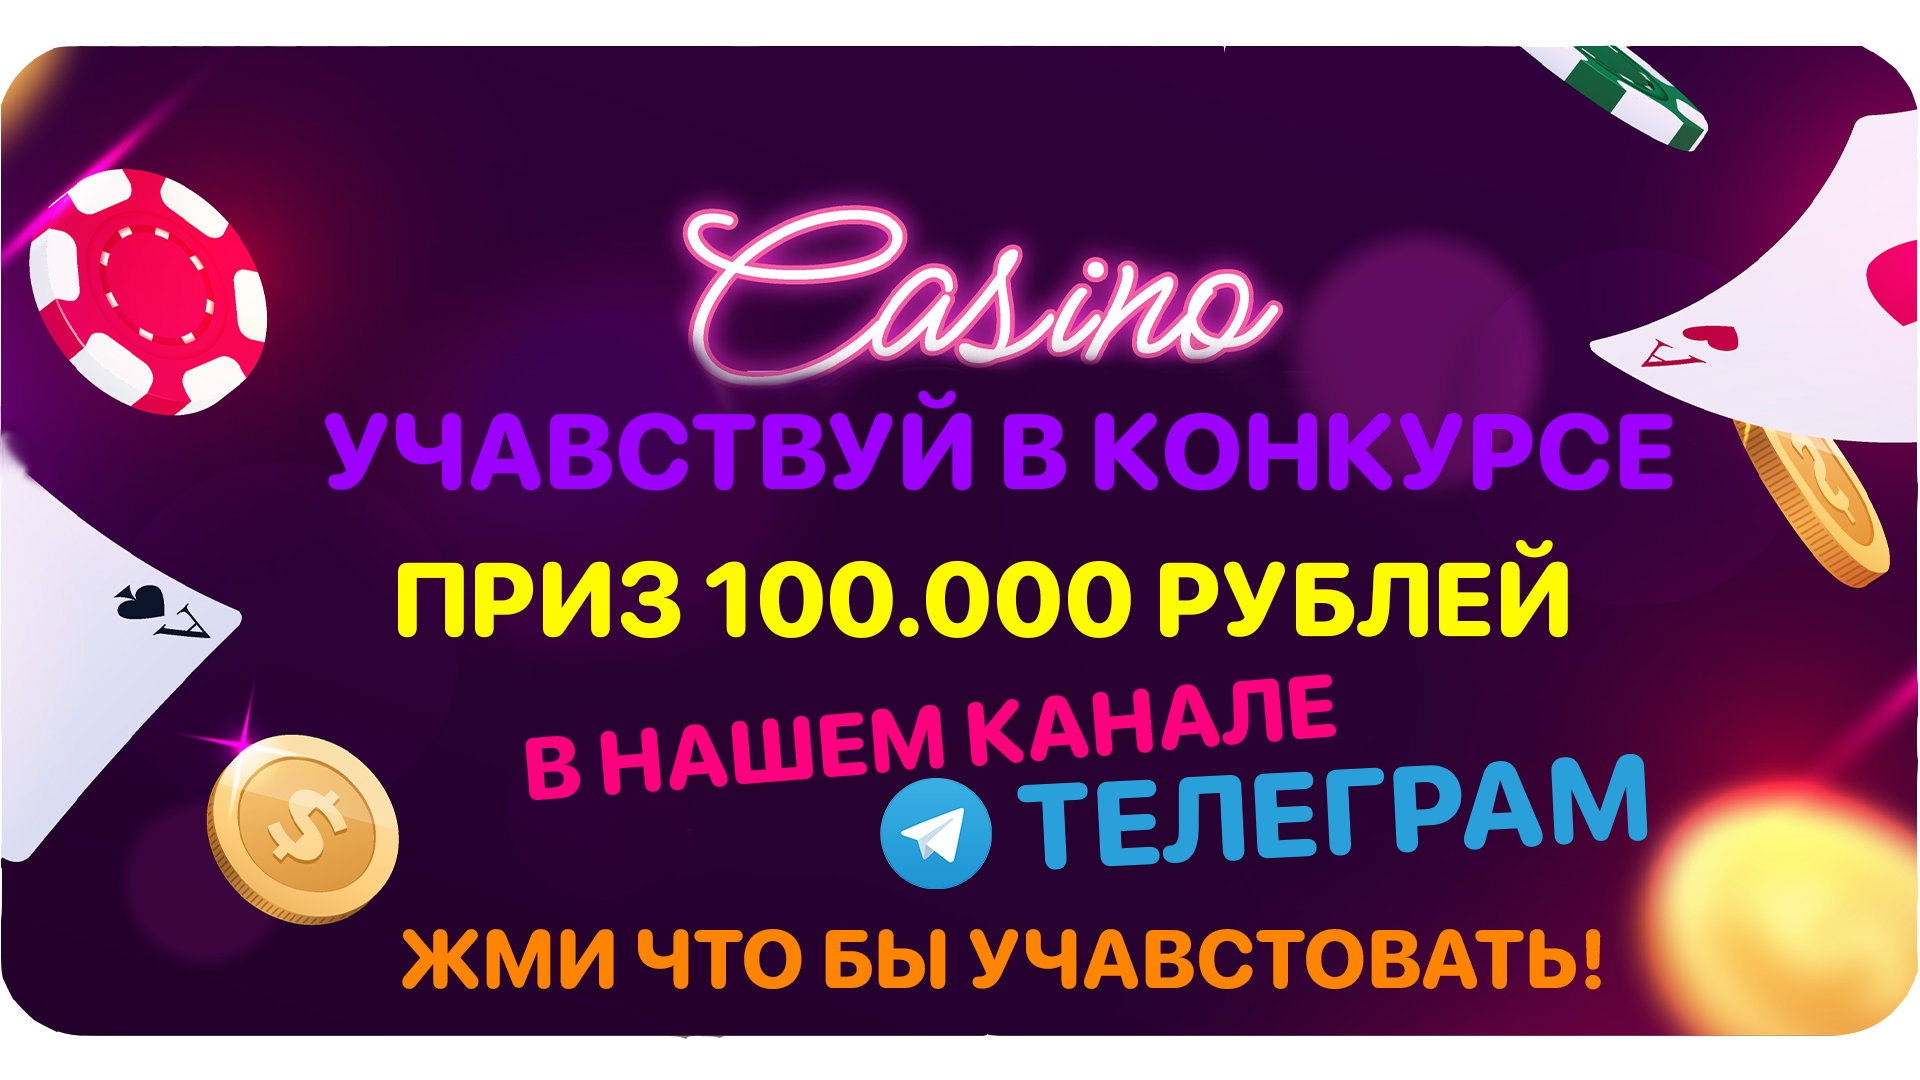 Casino
УЧАВСТВУЙ В КОНКУРСЕ
ПРИЗ 100.000 РУБЛЕЙ
В НАШЕМ КАНАЛЕ
ТЕЛЕГРАМ
ЖМИ ЧТО БЫ УЧАВСТОВАТЬ!
A
A
$